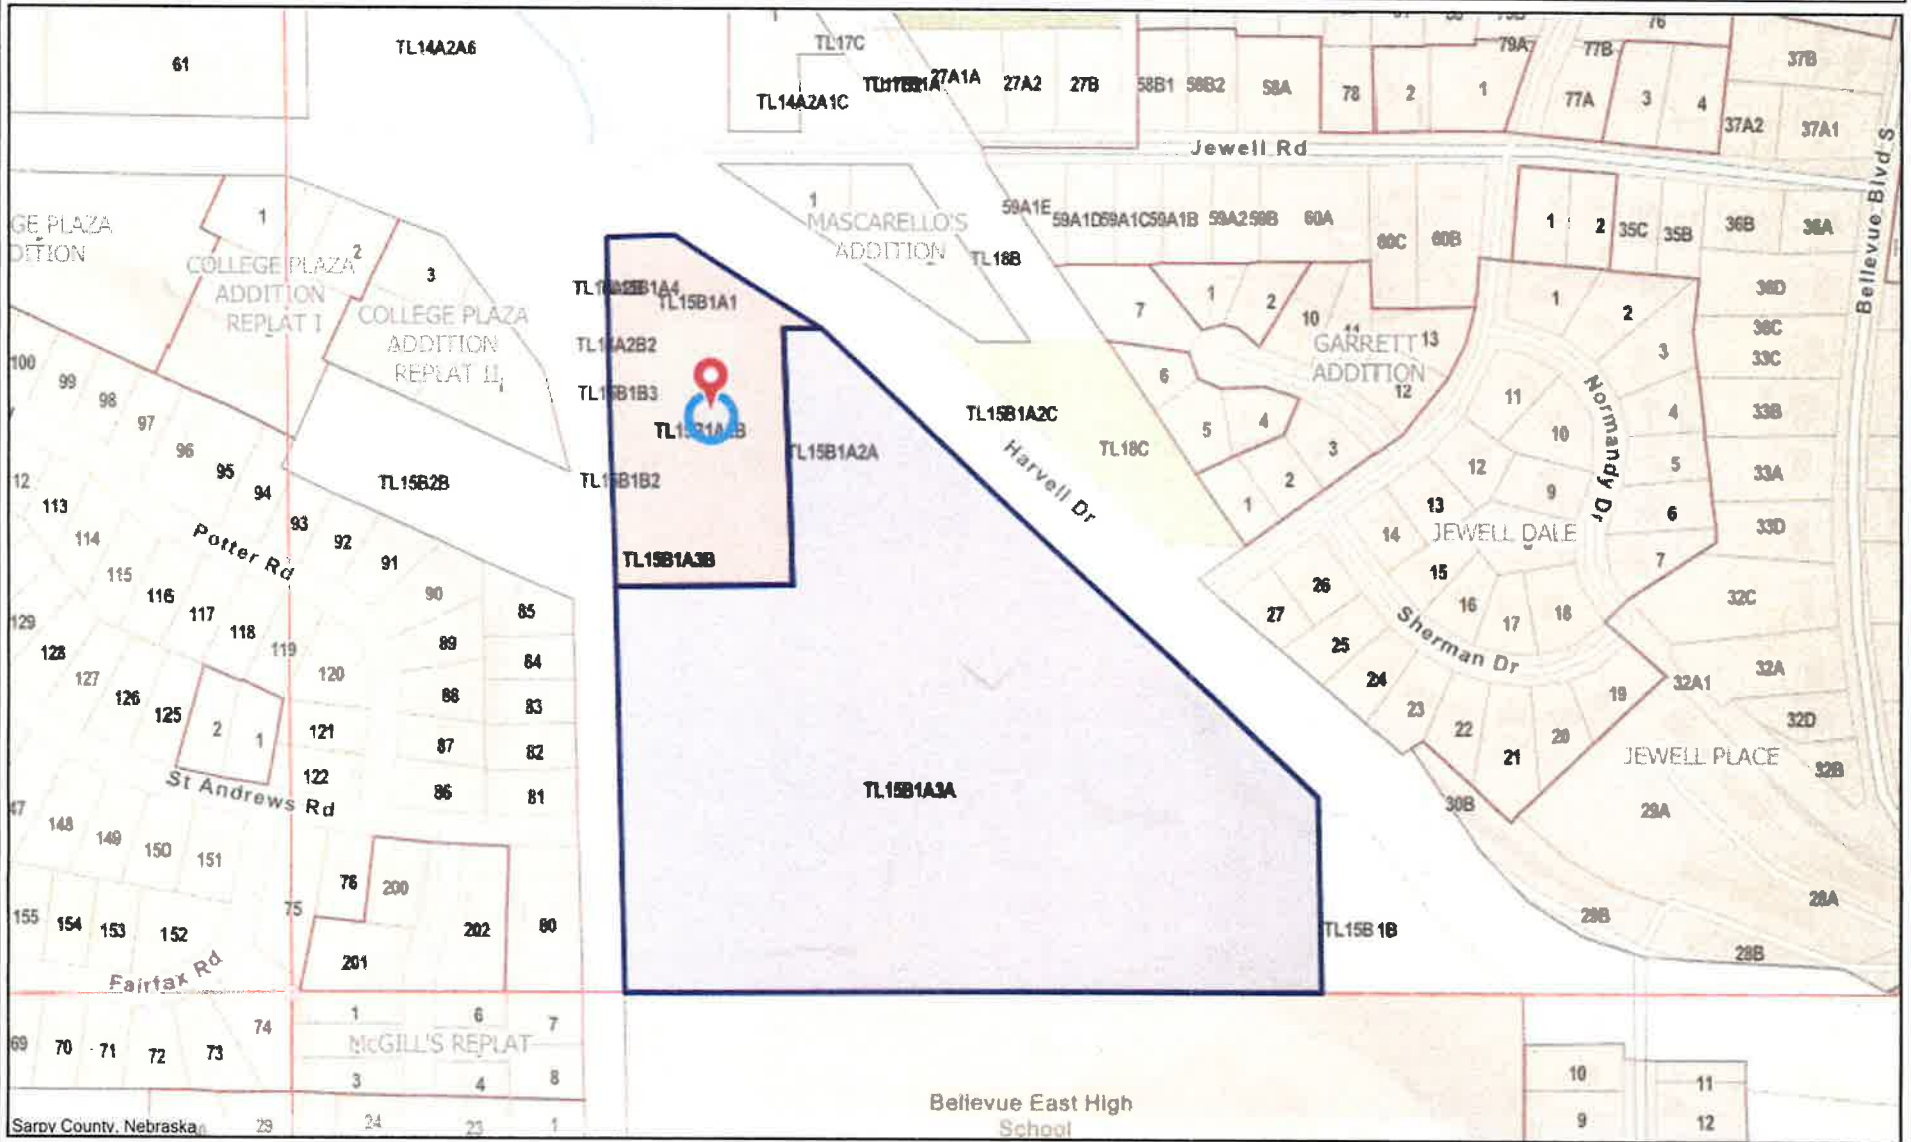 61
TL14A2A6
TL17C
TL14A2A1C
27A1A
27A2
27B
58B1
58B2
58A
78
2
1
79A
77B
76
77A
3
4
37B
37A2
37A1
Jewell Rd
Bellevue Blvd S
GE PLAZA
DITION
1
2
COLLEGE PLAZA
ADDITION
REPLAT I
3
COLLEGE PLAZA
ADDITION
REPLAT II
1
MASCARELLO'S
ADDITION
TL18B
59A1E
59A1D
59A1C
59A1B
59A2
59B
60A
60C
60B
1
2
35C
35B
36B
36A
36D
36C
33C
33B
33A
33D
TL15B1A1
TL14A2B2
TL15B1B3
TL15B1B2
TL15B1A2A
TL15B1A3B
TL15B1A2C
Harvell Dr
TL18C
7
1
2
10
11
13
GARRETT
ADDITION
12
6
5
4
3
2
1
1
2
3
4
5
6
7
11
10
9
12
13
14
15
16
17
18
JEWELL DALE
Normandy Dr
Sherman Dr
27
26
25
24
23
22
21
20
19
32C
32A
32A1
32D
32B
JEWELL PLACE
30B
29A
28A
29B
28B
TL15B1B
TL15B1A3A
TL15B2B
100
99
98
97
96
95
94
93
92
91
90
12
113
114
115
116
117
118
119
120
Potter Rd
129
128
127
126
125
2
1
121
122
89
88
87
86
85
84
83
82
81
St Andrews Rd
47
148
149
150
151
76
200
75
202
80
201
155
154
153
152
Fairfax Rd
69
70
71
72
73
74
1
6
7
McGILL'S REPLAT
3
4
8
29
24
23
1
Bellevue East High
School
10
9
11
12
Sarpy County, Nebraska